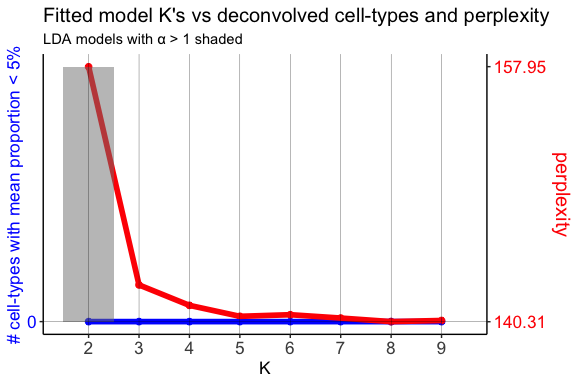 Fitted model K's vs deconvolved cell-types and perplexity
LDA models with α > 1 shaded
# cell-types with mean proportion < 5%
0
157.95
140.31
perplexity
2 3 4 5 6 7 8 9
K